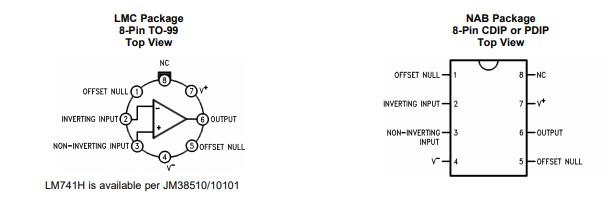 LMC Package
8-Pin TO-99
Top View
NC
8
OFFSET NULL 1
7 V+
INVERTING INPUT 2
6 OUTPUT
NON-INVERTING INPUT 3
5 OFFSET NULL
4
V-
-
+
LM741H is available per JM38510/10101
NAB Package
8-Pin CDIP or PDIP
Top View
OFFSET NULL 1
8 NC
INVERTING INPUT 2
7 V+
NON-INVERTING
INPUT
3
6 OUTPUT
V- 4
5 OFFSET NULL